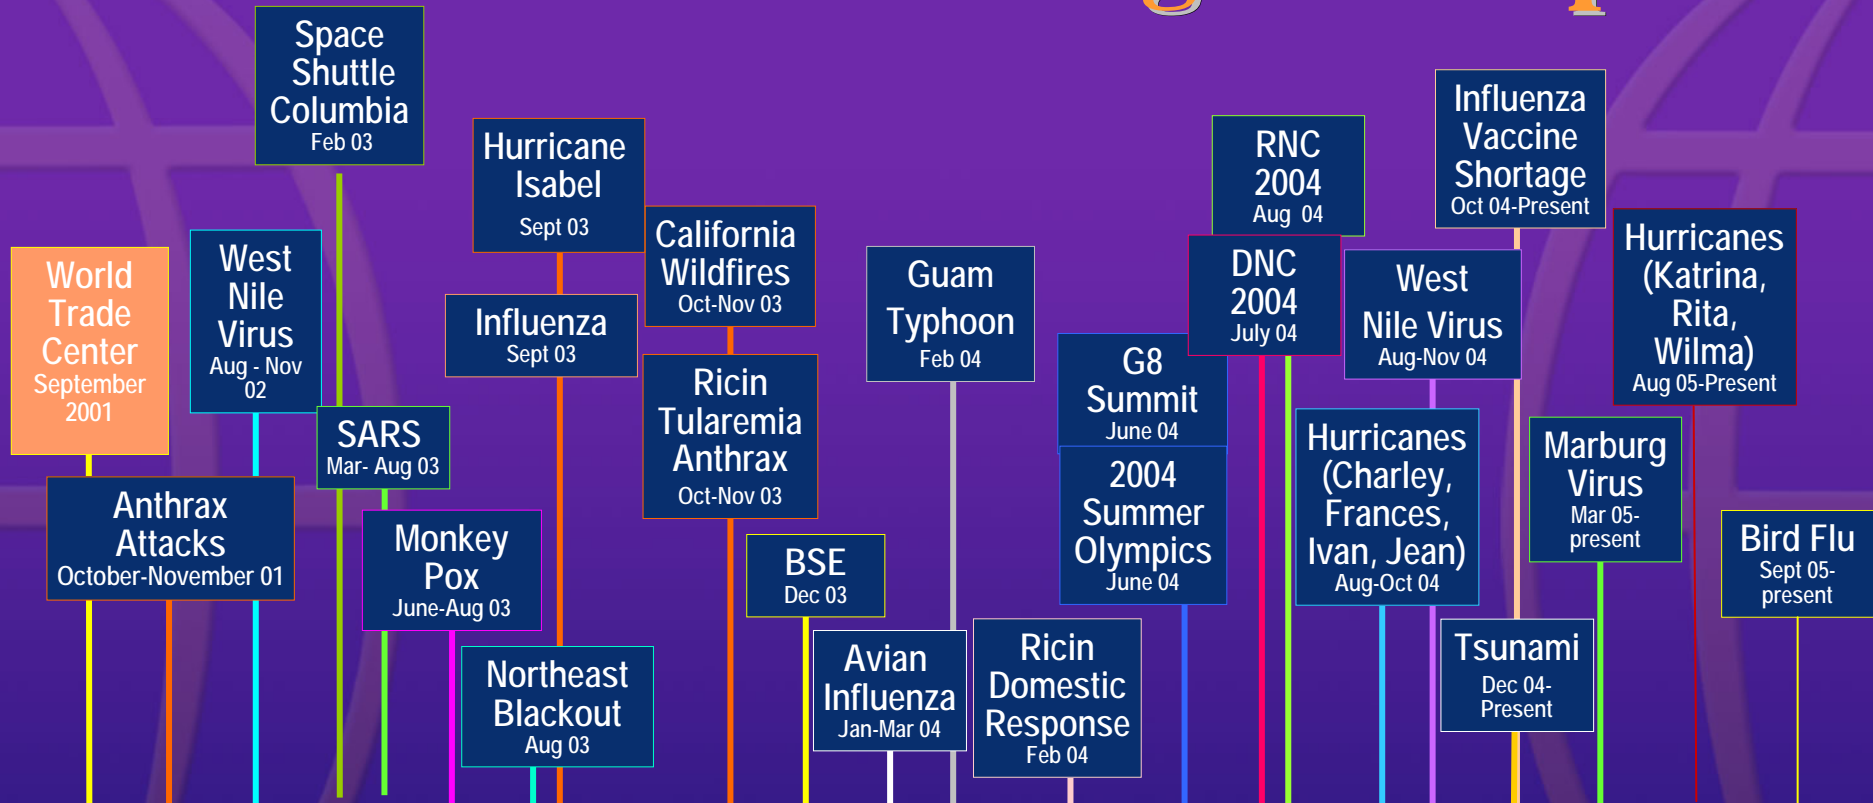 Space
Shuttle
Columbia
Feb 03
World
Trade
Center
September
2001
Anthrax
Attacks
October-November 01
West
Nile
Virus
Aug - Nov
02
SARS
Mar- Aug 03
Monkey
Pox
June-Aug 03
Hurricane
Isabel
Sept 03
Influenza
Sept 03
Northeast
Blackout
Aug 03
California
Wildfires
Oct-Nov 03
Ricin
Tularemia
Anthrax
Oct-Nov 03
BSE
Dec 03
Avian
Influenza
Jan-Mar 04
Guam
Typhoon
Feb 04
Ricin
Domestic
Response
Feb 04
G8
Summit
June 04
2004
Summer
Olympics
June 04
RNC
2004
Aug 04
DNC
2004
July 04
West
Nile Virus
Aug-Nov 04
Hurricanes
(Charley,
Frances,
Ivan, Jean)
Aug-Oct 04
Influenza
Vaccine
Shortage
Oct 04-Present
Tsunami
Dec 04-
Present
Marburg
Virus
Mar 05-
present
Hurricanes
(Katrina,
Rita,
Wilma)
Aug 05-Present
Bird Flu
Sept 05-
present